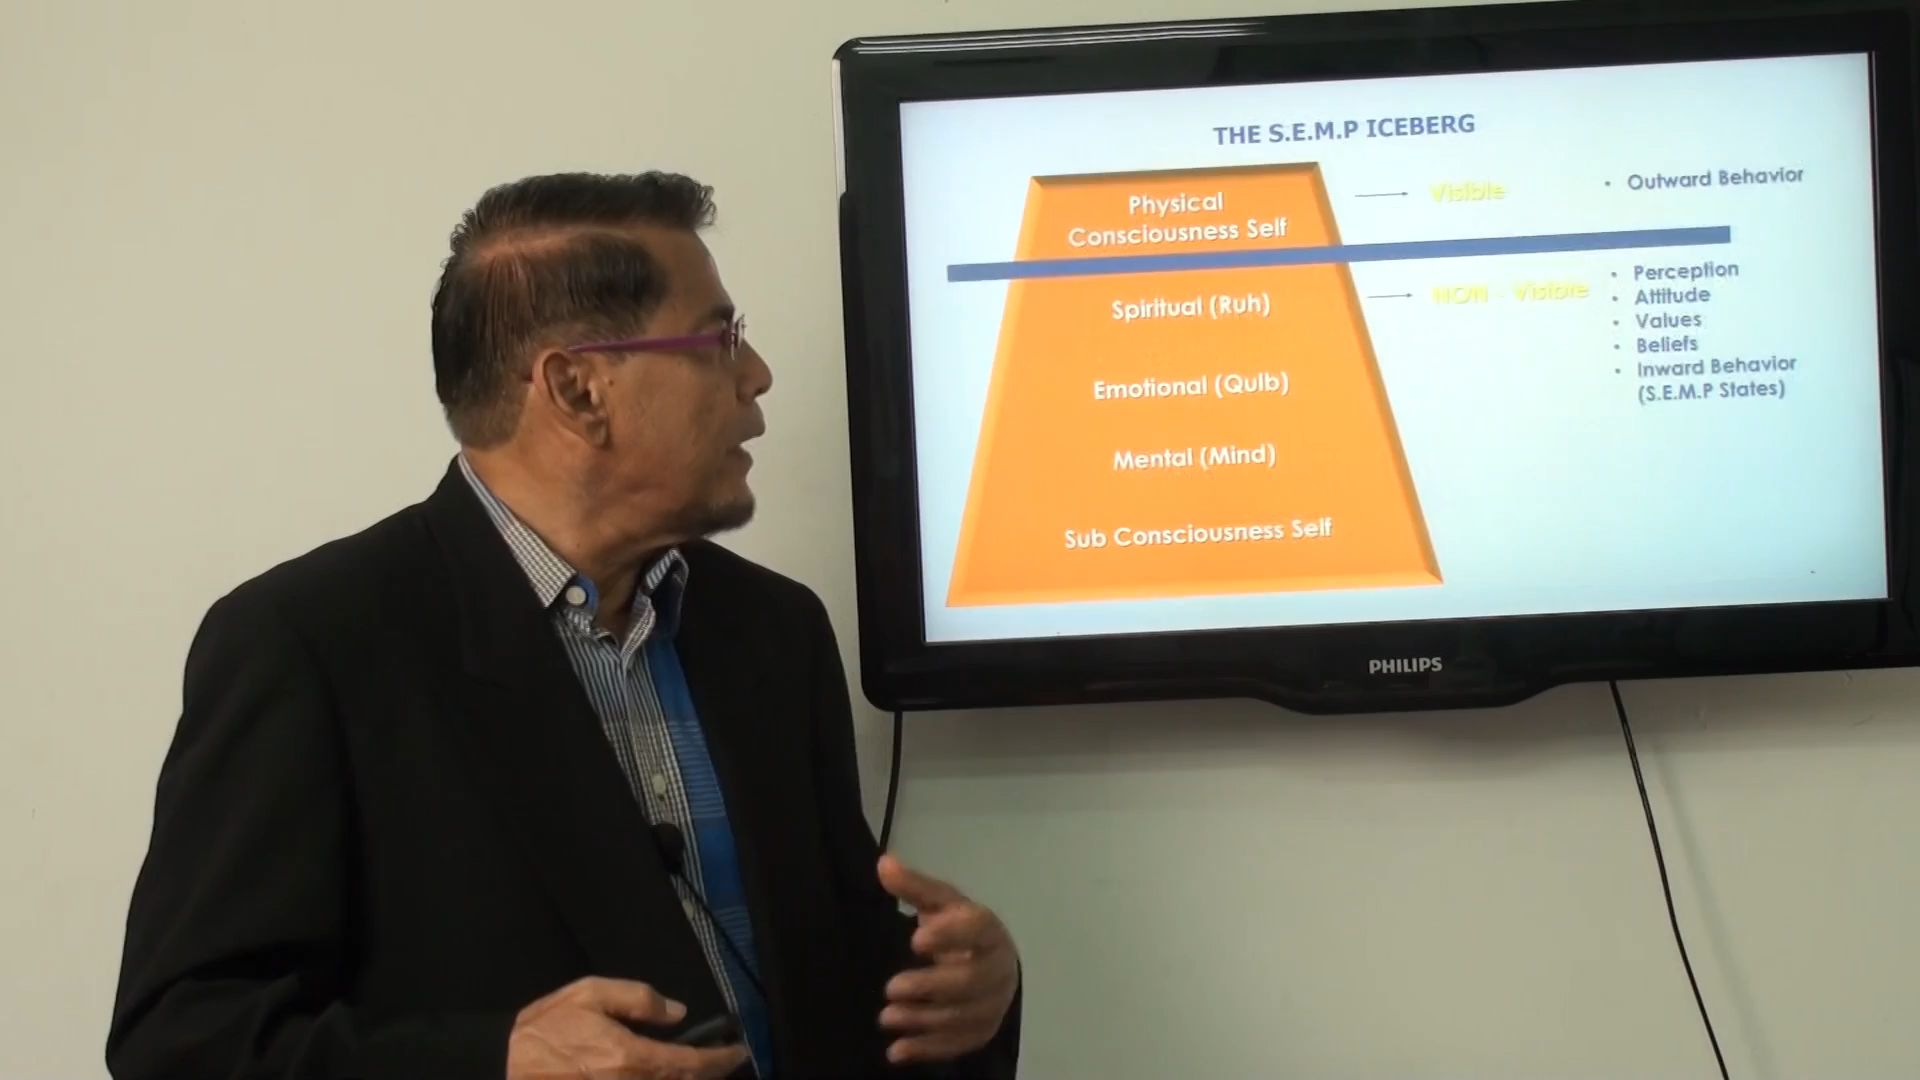 THE S.E.M.P ICEBERG
Physical
Consciousness Self
Visible
• Outward Behavior
Spiritual (Ruh)
NON - Visible
• Perception
• Attitude
• Values
• Beliefs
• Inward Behavior
(S.E.M.P States)
Emotional (Qulb)
Mental (Mind)
Sub Consciousness Self
PHILIPS